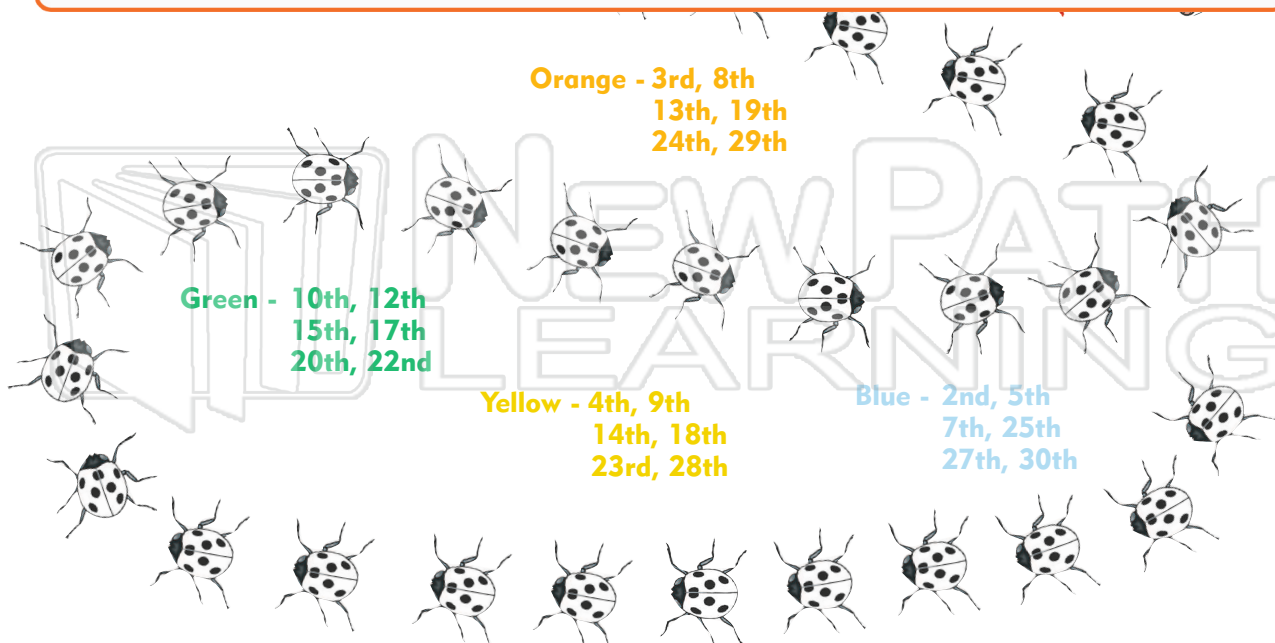 Orange - 3rd, 8th
13th, 19th
24th, 29th
NEWPATH
LEARNING
Green - 10th, 12th
15th, 17th
20th, 22nd
Yellow - 4th, 9th
14th, 18th
23rd, 28th
Blue - 2nd, 5th
7th, 25th
27th, 30th